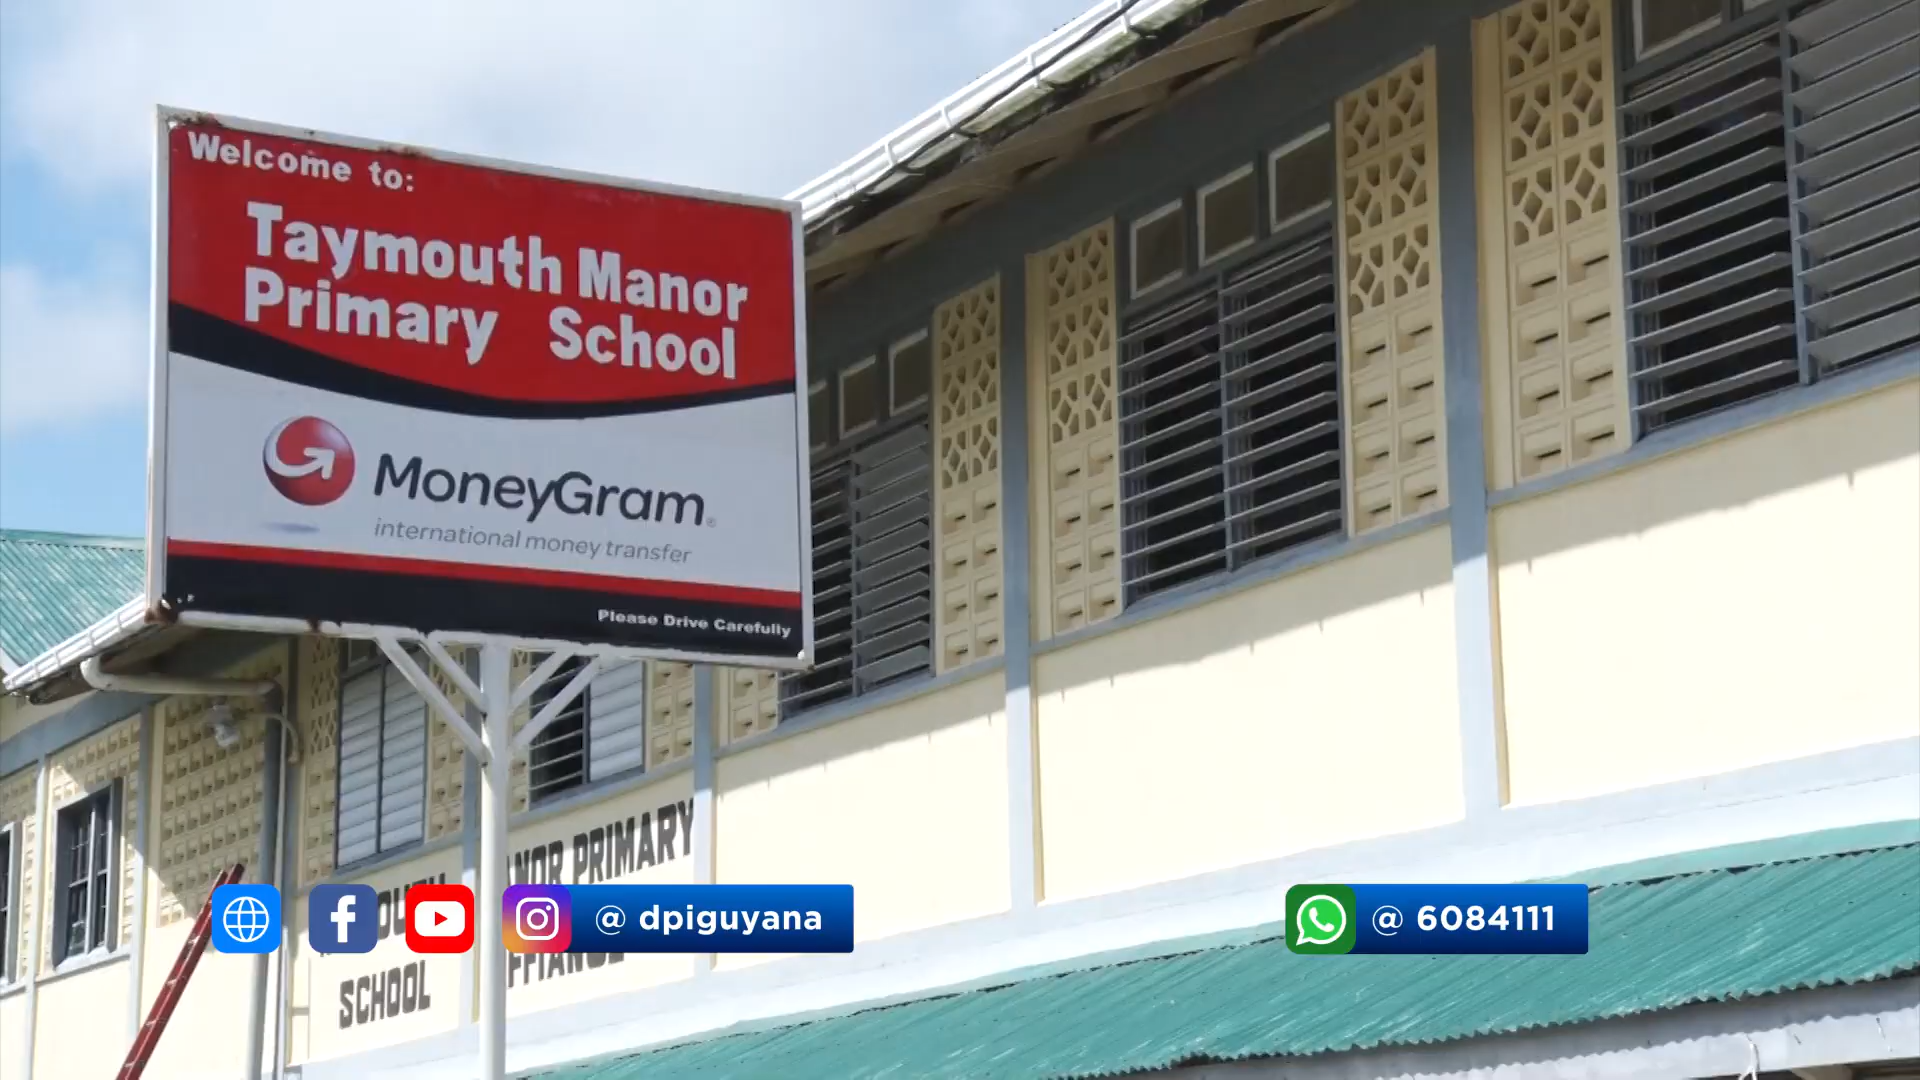 Welcome to:
Taymouth Manor
Primary School
MoneyGram®
international money transfer
Please Drive Carefully
PRIMARY
SCHOOL
@ dpiguyana
@ 6084111